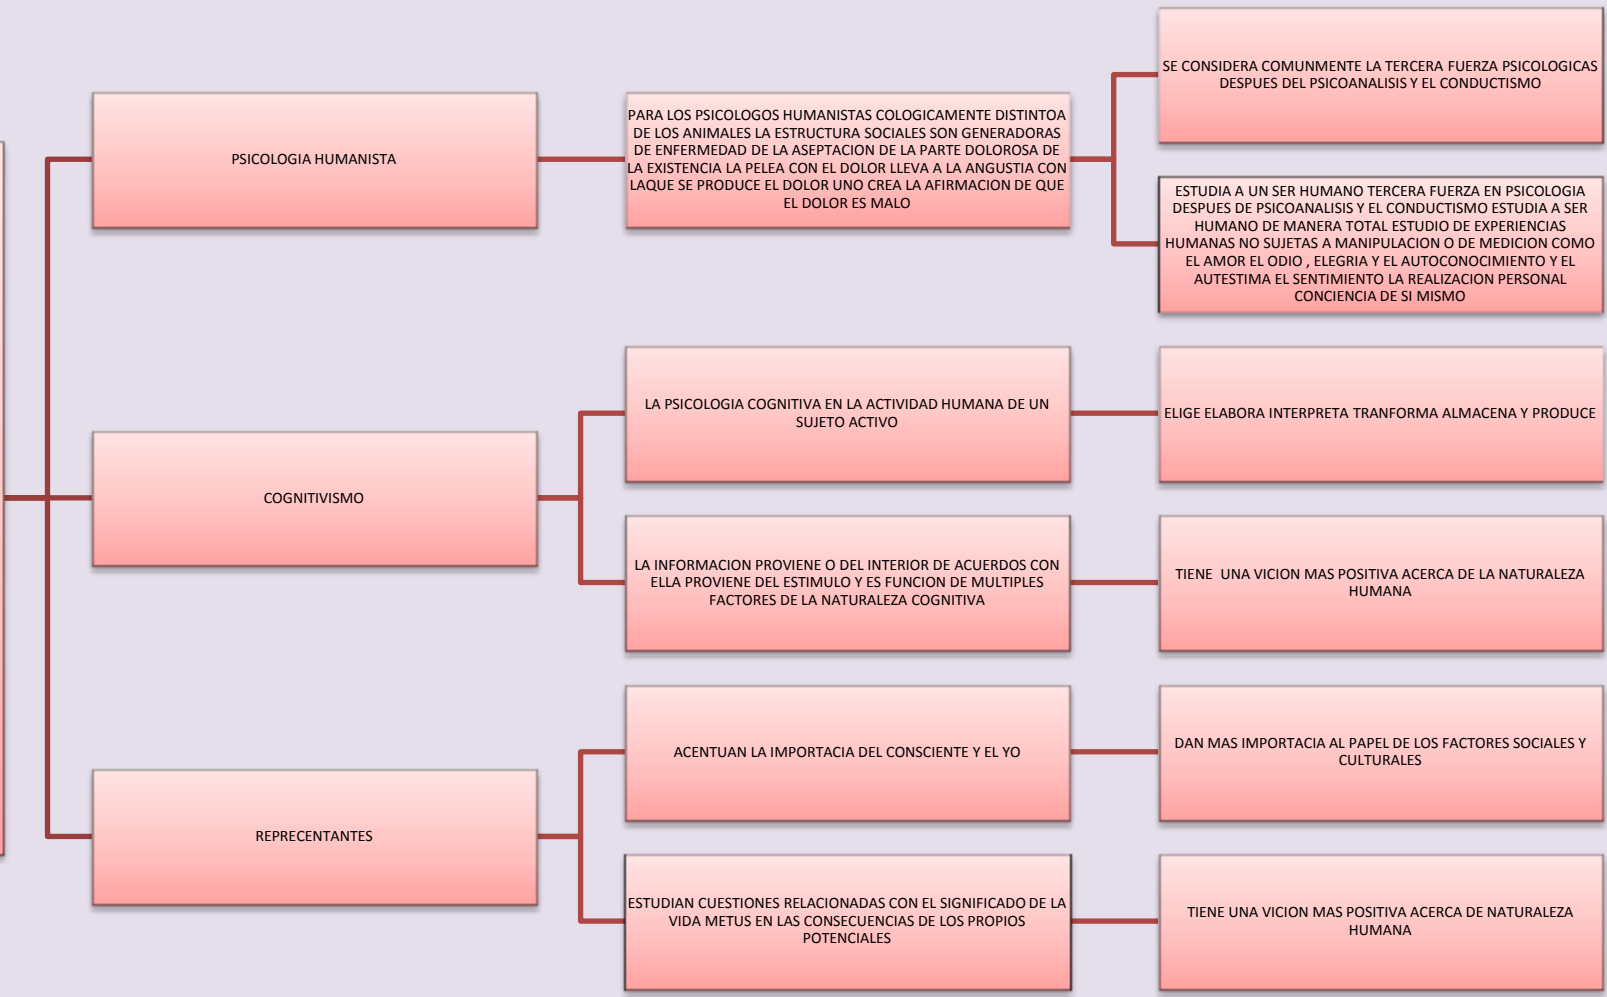 PSICOLOGIA HUMANISTA
PARA LOS PSICOLOGOS HUMANISTAS COLOGICAMENTE DISTINTOA
DE LOS ANIMALES LA ESTRUCTURA SOCIALES SON GENERADORAS
DE ENFERMEDAD DE LA ASEPTACION DE LA PARTE DOLOROSA DE
LA EXISTENCIA LA PELEA CON EL DOLOR LLEVA A LA ANGUSTIA CON
LAQUE SE PRODUCE EL DOLOR UNO CREA LA AFIRMACION DE QUE
EL DOLOR ES MALO
SE CONSIDERA COMUNMENTE LA TERCERA FUERZA PSICOLOGICAS
DESPUES DEL PSICOANALISIS Y EL CONDUCTISMO
ESTUDIA A UN SER HUMANO TERCERA FUERZA EN PSICOLOGIA
DESPUES DE PSICOANALISIS Y EL CONDUCTISMO ESTUDIA A SER
HUMANO DE MANERA TOTAL ESTUDIO DE EXPERIENCIAS
HUMANAS NO SUJETAS A MANIPULACION O DE MEDICION COMO
EL AMOR EL ODIO , ELEGRIA Y EL AUTOCONOCIMIENTO Y EL
AUTESTIMA EL SENTIMIENTO LA REALIZACION PERSONAL
CONCIENCIA DE SI MISMO
COGNITIVISMO
LA PSICOLOGIA COGNITIVA EN LA ACTIVIDAD HUMANA DE UN
SUJETO ACTIVO
ELIGE ELABORA INTERPRETA TRANFORMA ALMACENA Y PRODUCE
LA INFORMACION PROVIENE O DEL INTERIOR DE ACUERDOS CON
ELLA PROVIENE DEL ESTIMULO Y ES FUNCION DE MULTIPLES
FACTORES DE LA NATURALEZA COGNITIVA
TIENE  UNA VICION MAS POSITIVA ACERCA DE LA NATURALEZA
HUMANA
REPRECENTANTES
ACENTUAN LA IMPORTACIA DEL CONSCIENTE Y EL YO
DAN MAS IMPORTACIA AL PAPEL DE LOS FACTORES SOCIALES Y
CULTURALES
ESTUDIAN CUESTIONES RELACIONADAS CON EL SIGNIFICADO DE LA
VIDA METUS EN LAS CONSECUENCIAS DE LOS PROPIOS
POTENCIALES
TIENE UNA VICION MAS POSITIVA ACERCA DE NATURALEZA
HUMANA